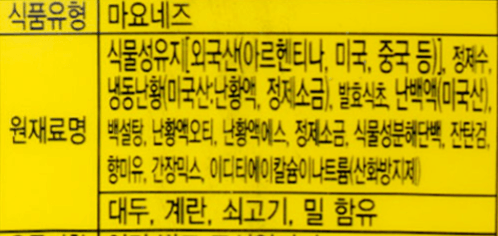 식품유형 마요네즈
식물성유지[외국산(아르헨티나, 미국, 중국 등)], 정제수,
냉동난황(미국산:난황액, 정제소금), 발효식초, 난백액(미국산),
원재료명
백설탕, 난황액오티, 난황액에스, 정제소금, 식물성분해단백, 잔탄검,
향미유, 간장믹스, 이디티에이칼슘이나트륨(산화방지제)
대두, 계란, 쇠고기, 밀 함유